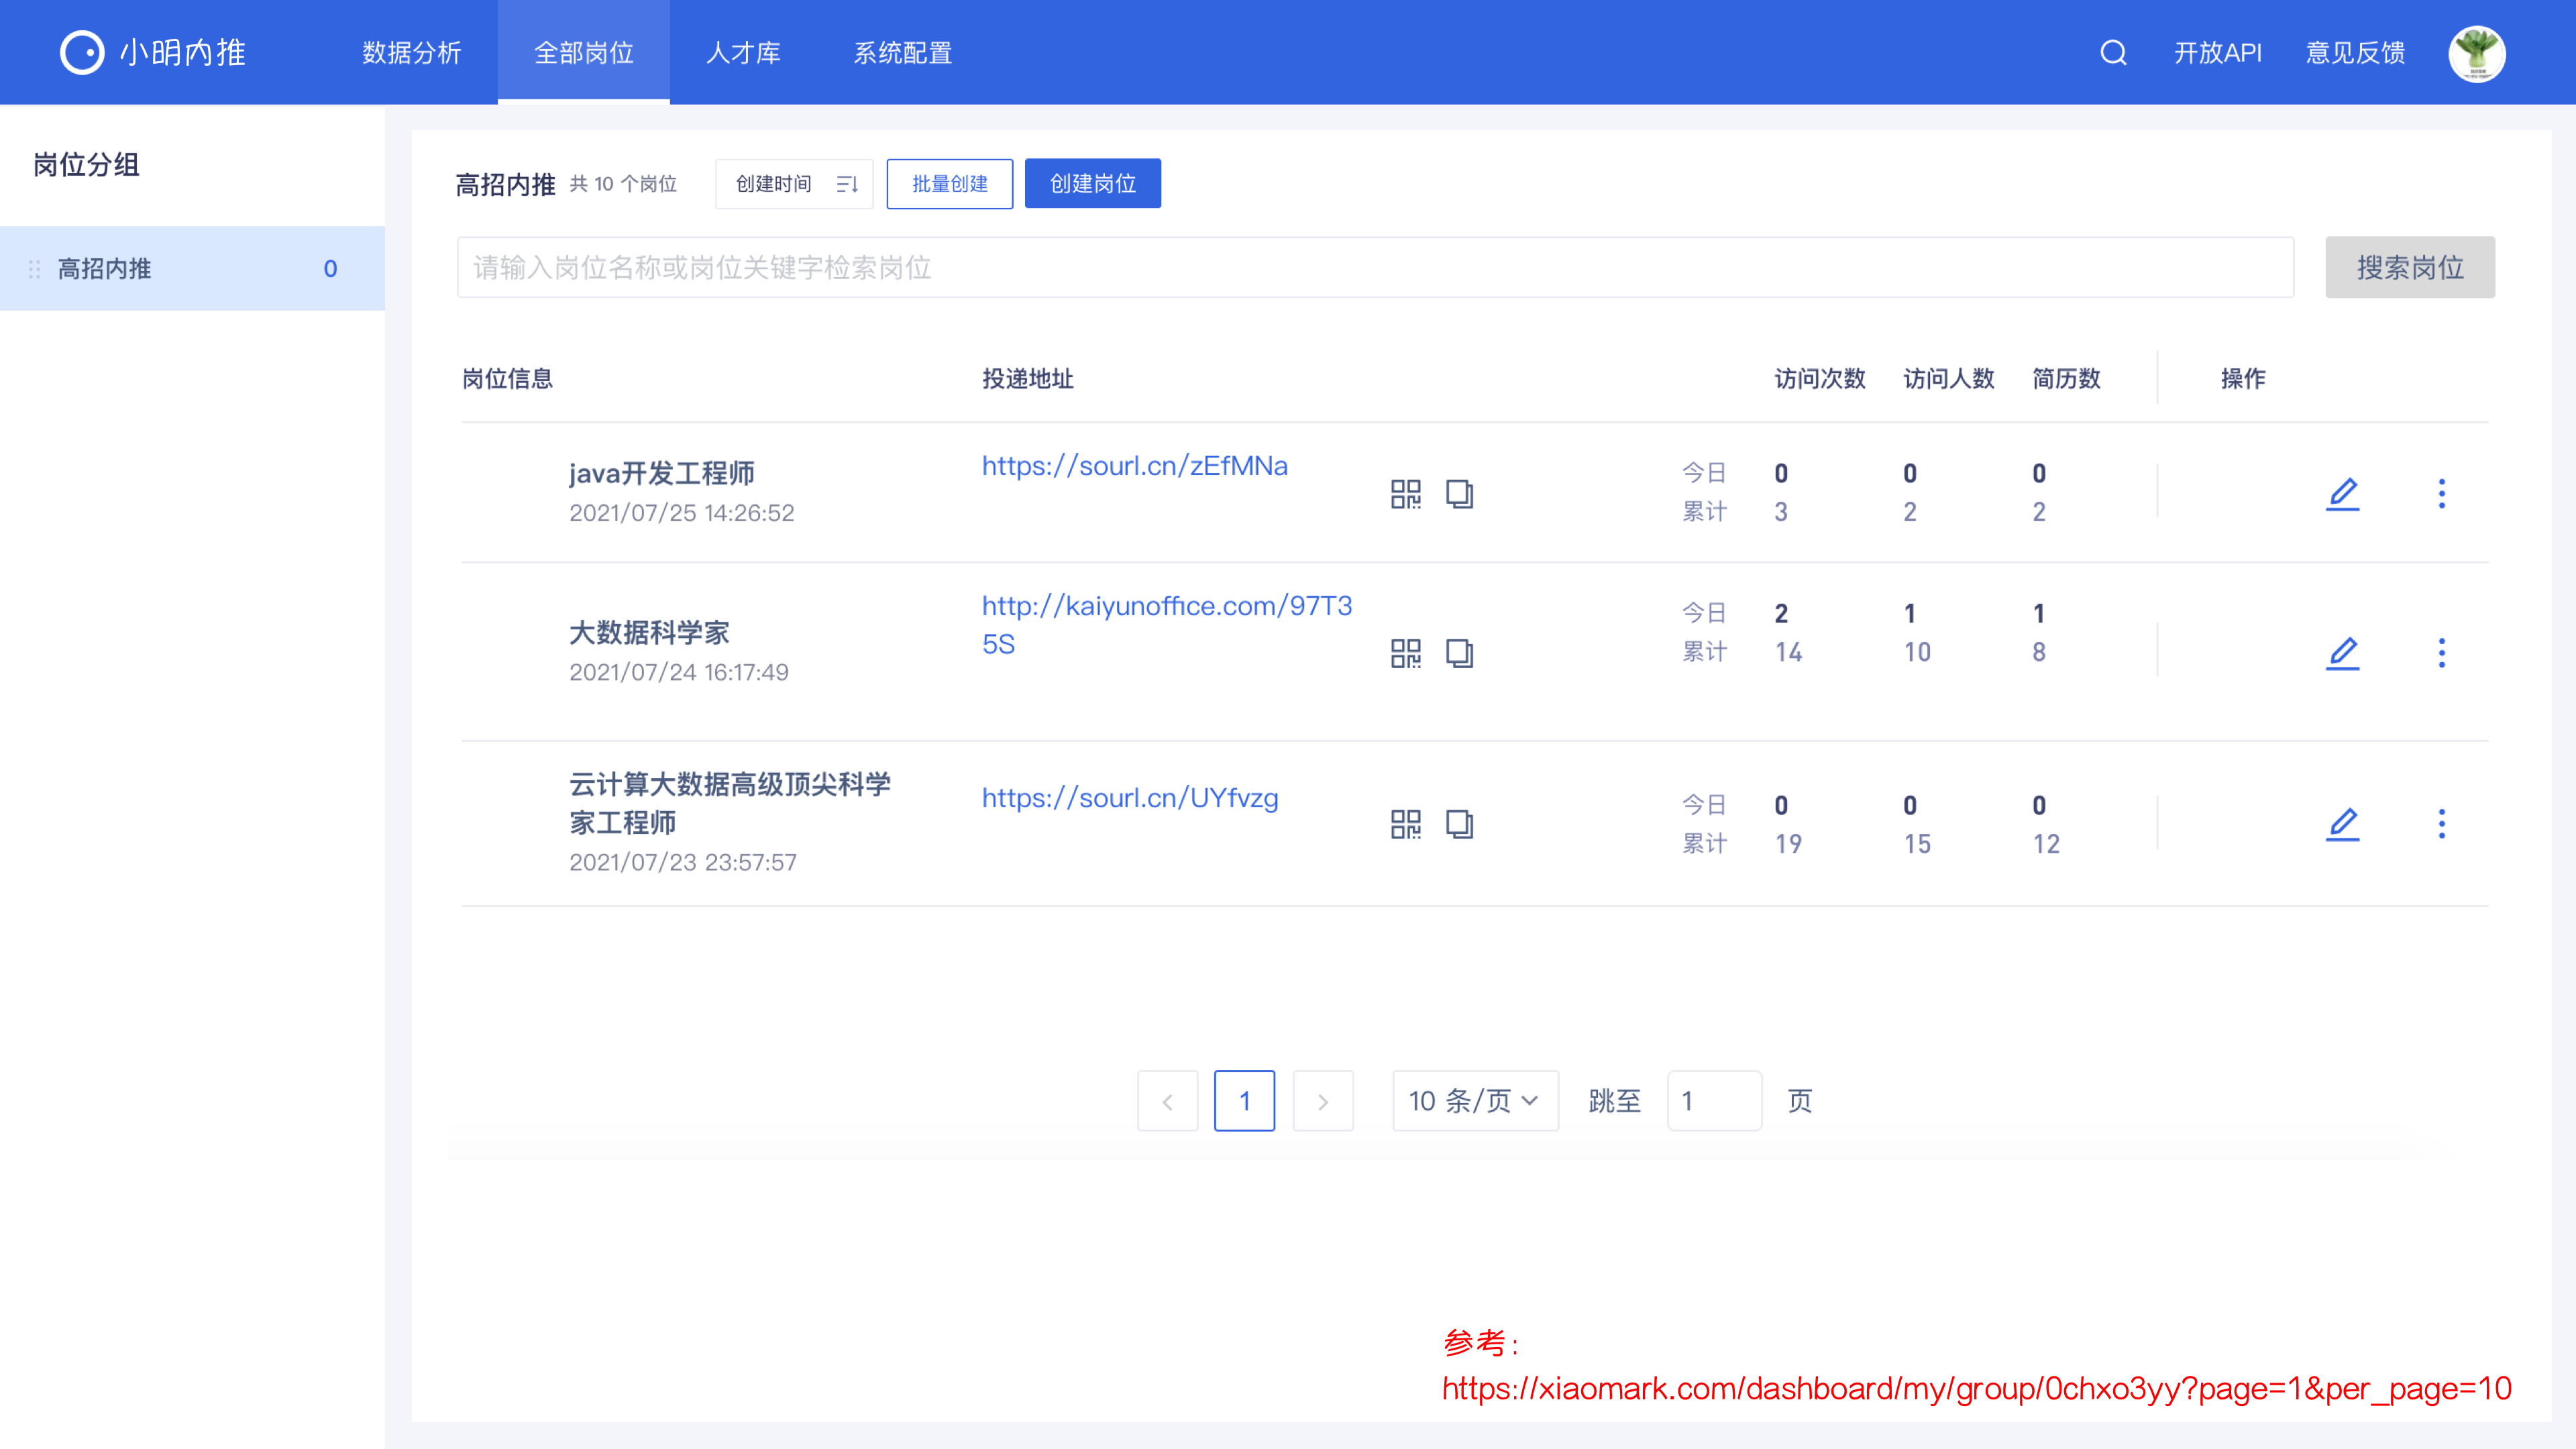 小明内推
数据分析
全部岗位
人才库
系统配置
开放API
意见反馈
岗位分组
高招内推 0
高招内推 共 10 个岗位
创建时间
批量创建
创建岗位
请输入岗位名称或岗位关键字检索岗位
搜索岗位
岗位信息 投递地址 访问次数 访问人数 简历数 操作
java开发工程师
2021/07/25 14:26:52
https://sourl.cn/zEfMNa
今日 0 0 0
累计 3 2 2
大数据科学家
2021/07/24 16:17:49
http://kaiyunoffice.com/97T3
5S
今日 2 1 1
累计 14 10 8
云计算大数据高级顶尖科学
家工程师
2021/07/23 23:57:57
https://sourl.cn/UYfvzg
今日 0 0 0
累计 19 15 12
1
10 条/页
跳至 1 页
参考：
https://xiaomark.com/dashboard/my/group/0chxo3yy?page=1&per_page=10